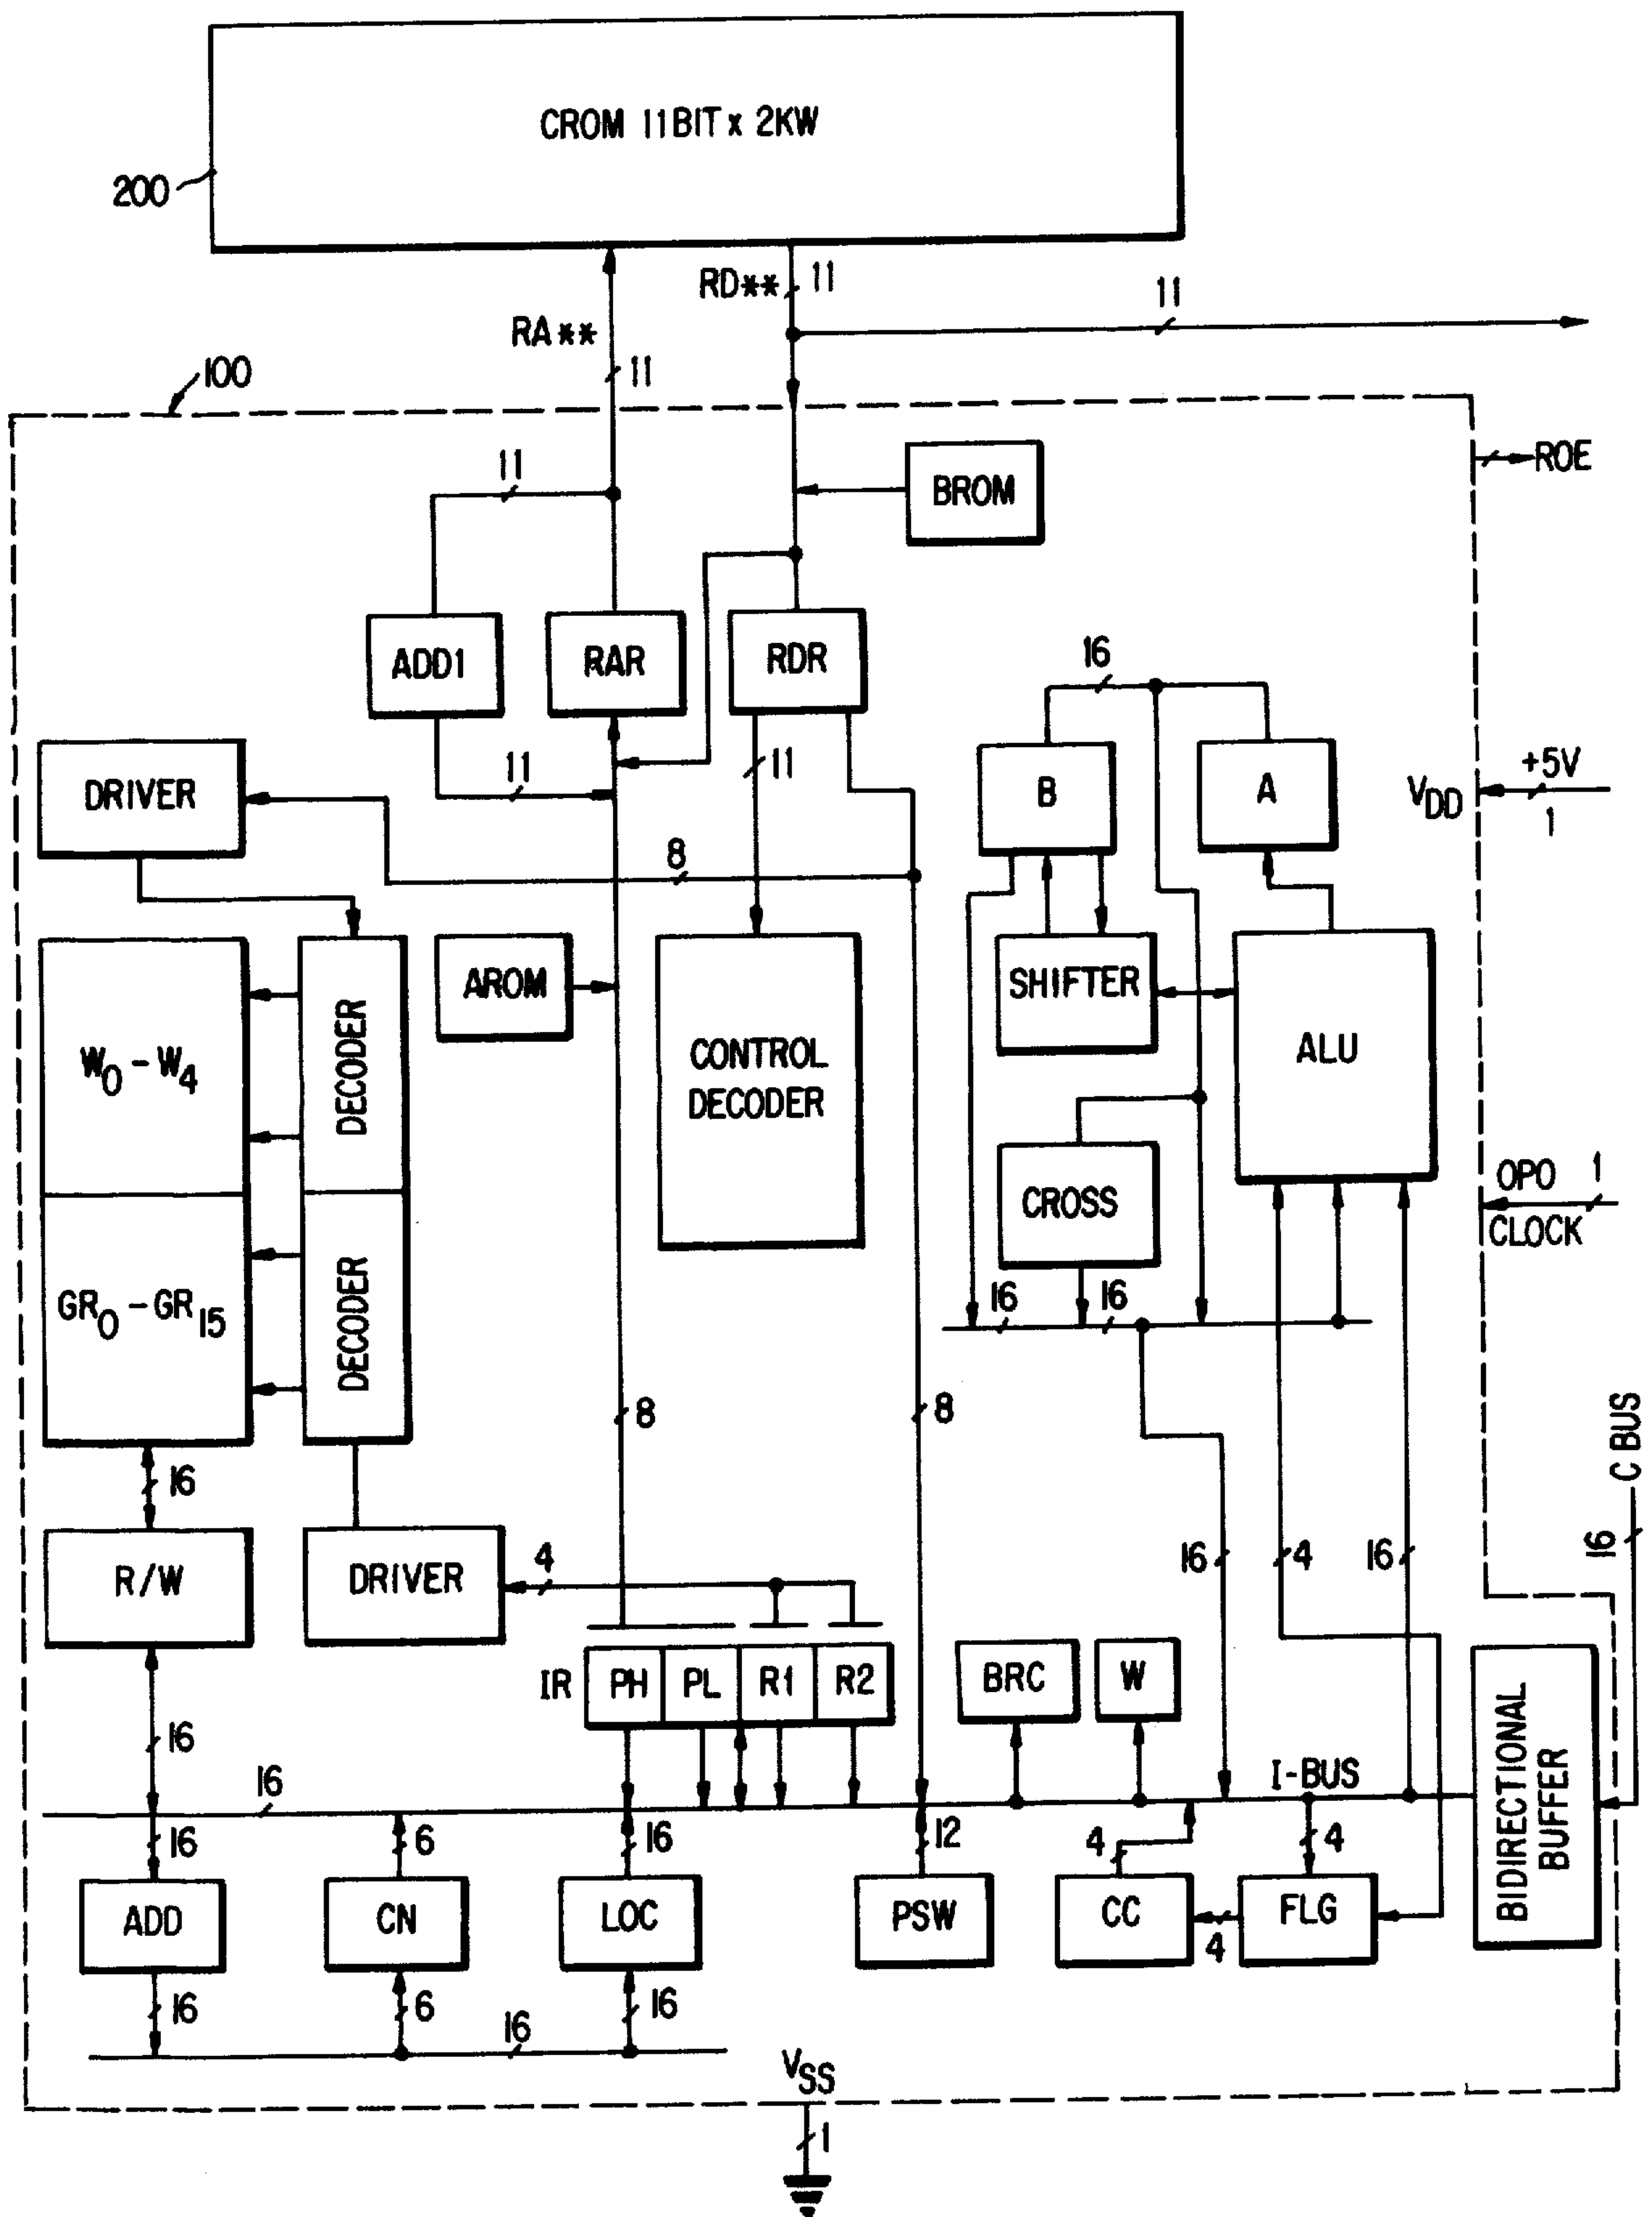 CROM 11BIT x 2KW
200
RD** 11
11
RA**
11
100
11
ROE
BROM
ADD1
RAR
RDR
16
11
11
DRIVER
B
A
+5V
VDD
1
8
AROM
SHIFTER
DECODER
W0 - W4
CONTROL
DECODER
ALU
CROSS
OPO 1
CLOCK
GR0 - GR15
DECODER
16
16
8
8
C BUS
16
16
R/W
DRIVER
4
16
4
16
IR
PH
PL
R1
R2
BRC
W
BIDIRECTIONAL
BUFFER
16
16
I-BUS
16
6
16
12
4
4
ADD
CN
LOC
PSW
CC
FLG
4
16
6
16
16
VSS
1